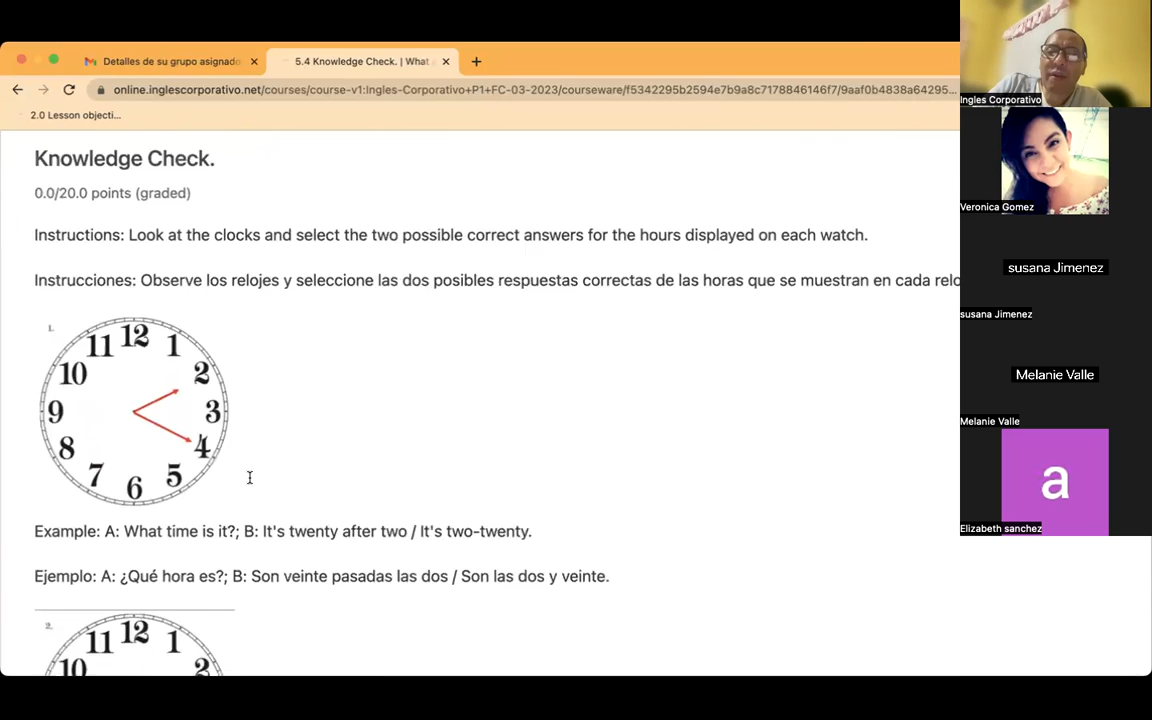 Detalles de su grupo asignado
5.4 Knowledge Check. | What
online.inglescorporativo.net/courses/course-v1:Ingles-Corporativo+P1+FC-03-2023/courseware/f5342295b2594e7b9a8c7178846146f7/9aaf0b4838a64295...
2.0 Lesson objecti...
Knowledge Check.
0.0/20.0 points (graded)
Instructions: Look at the clocks and select the two possible correct answers for the hours displayed on each watch.
Instrucciones: Observe los relojes y seleccione las dos posibles respuestas correctas de las horas que se muestran en cada relo
1.
12
11 1
10 2
9 3
8 4
7 5
6
Example: A: What time is it?; B: It's twenty after two / It's two-twenty.
Ejemplo: A: ¿Qué hora es?; B: Son veinte pasadas las dos / Son las dos y veinte.
2.
12
11 1
10 2
Ingles Corporativo
Veronica Gomez
susana Jimenez
susana Jimenez
Melanie Valle
Melanie Valle
a
Elizabeth sanchez